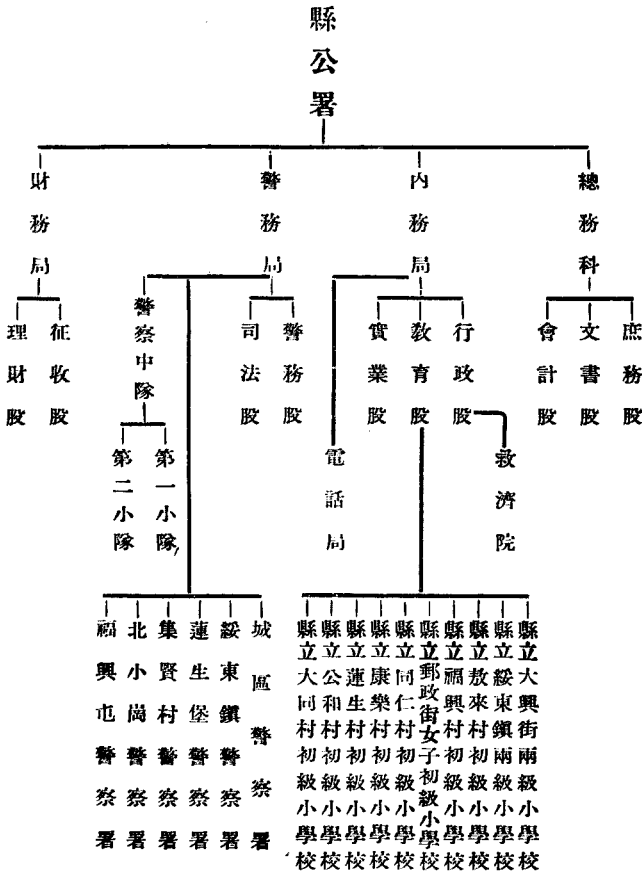 縣公署
總務科
內務局
警務局
財務局
庶務股
文書股
會計股
行政股
敎育股
實業股
警務股
司法股
警察中隊
征收股
理財股
救濟院
電話局
第一小隊
第二小隊
縣立大興街兩級小學校
縣立綏東鎭兩級小學校
縣立敖來村初級小學校
縣立福興村初級小學校
縣立郵政街女子初級小學校
縣立同仁村初級小學校
縣立康樂村初級小學校
縣立蓮生村初級小學校
縣立公和村初級小學校
縣立大同村初級小學校
城區警察署
綏東鎭警察署
蓮生堡警察署
集賢村警察署
北小崗警察署
福興屯警察署